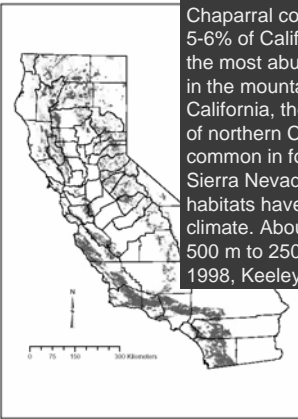 Chaparral co
5-6% of Calif
the most abu
in the mounta
California, th
of northern C
common in fo
Sierra Nevad
habitats have
climate. Abou
500 m to 250
1998, Keeley
N
0 75 150 300 Kilometers